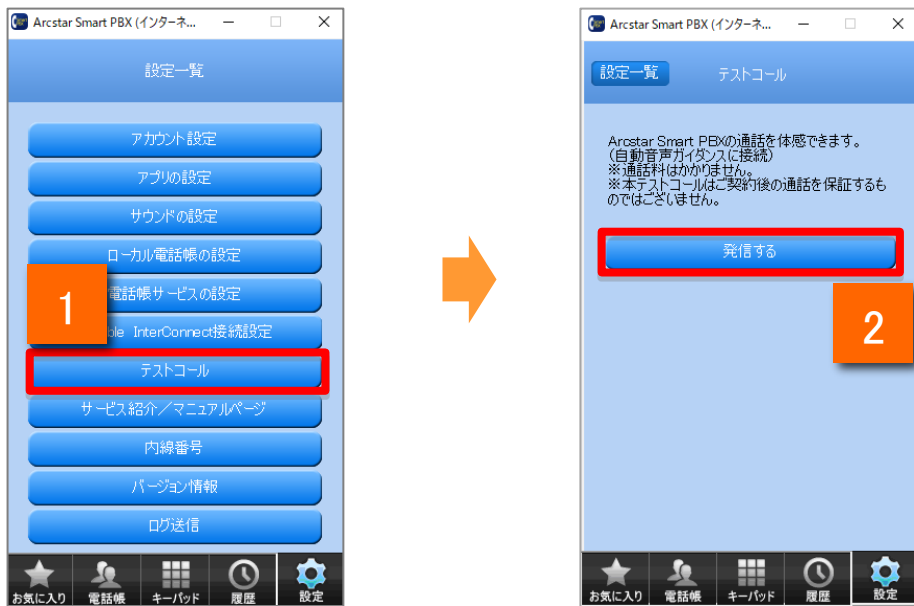 Arcstar Smart PBX (インターネ...
設定一覧
アカウント設定
アプリの設定
サウンドの設定
ローカル電話帳の設定
電話帳サービスの設定
InterConnect接続設定
テストコール
サービス紹介／マニュアルページ
内線番号
バージョン情報
ログ送信
1
お気に入り
電話帳
キーパッド
履歴
設定
Arcstar Smart PBX (インターネ...
設定一覧
テストコール
Arcstar Smart PBXの通話を体感できます。
（自動音声ガイダンスに接続）
※通話料はかかりません。
※本テストコールはご契約後の通話を保証するも
のではございません。
発信する
2
お気に入り
電話帳
キーパッド
履歴
設定